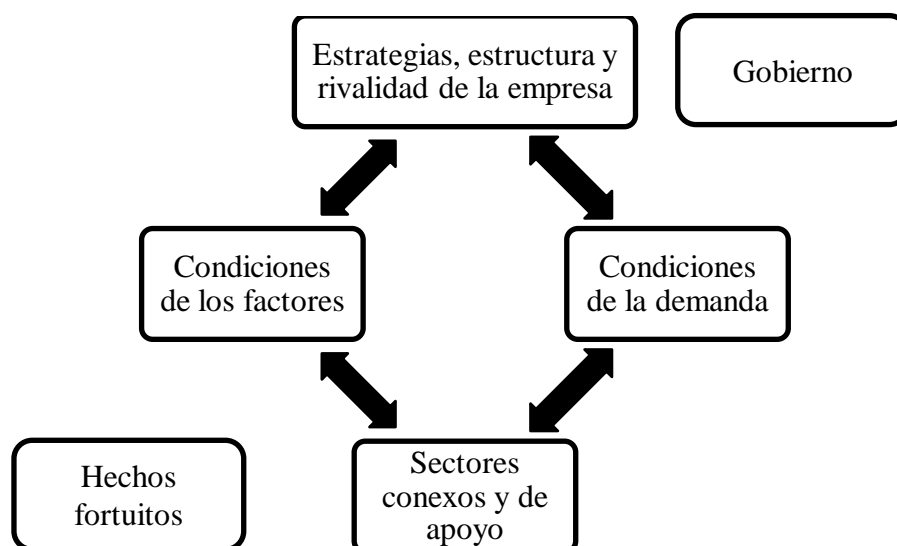 Estrategias, estructura y
rivalidad de la empresa
Gobierno
Condiciones
de los factores
Condiciones
de la demanda
Hechos
fortuitos
Sectores
conexos y de
apoyo